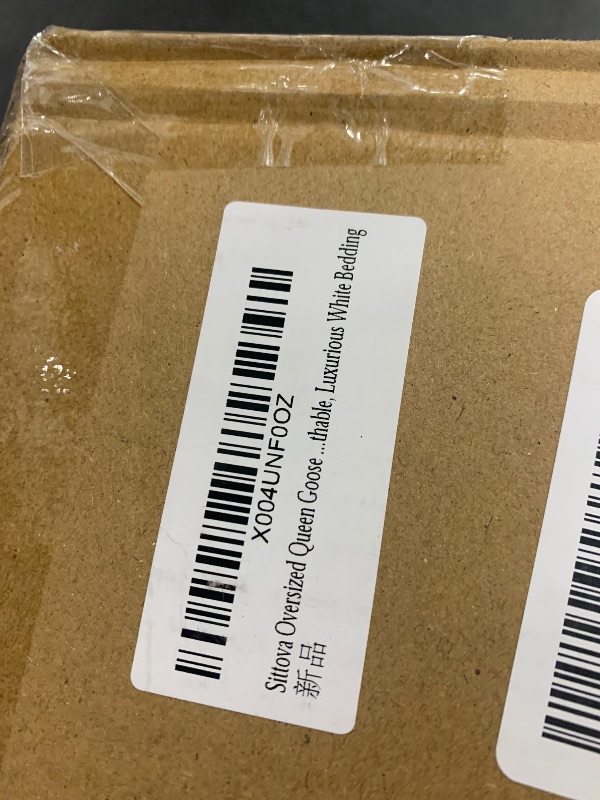 X004UNF0OZ
Sittova Oversized Queen Goose ...thable, Luxurious White Bedding
新品